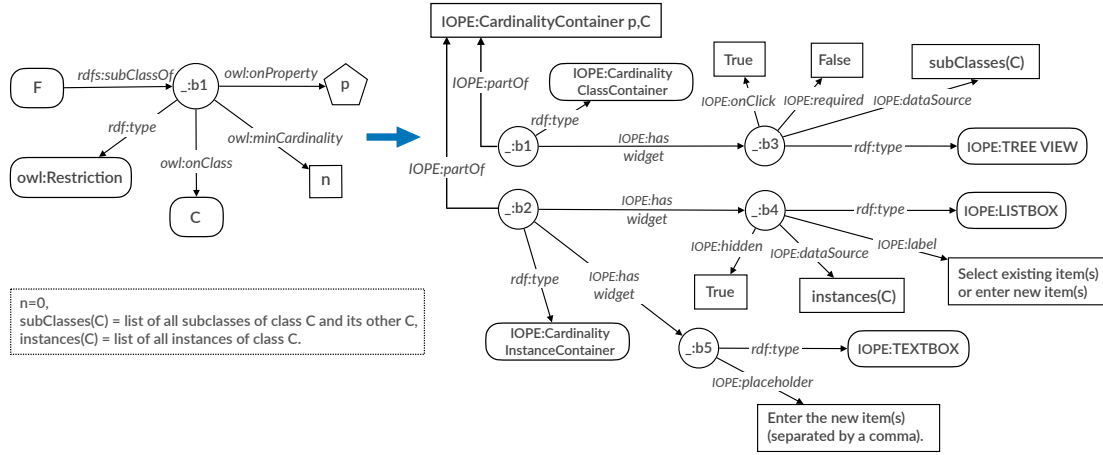 IOPE:CardinalityContainer p,C
F
rdfs:subClassOf
_:b1
owl:onProperty
p
rdf:type
owl:onClass
owl:minCardinality
owl:Restriction
C
n
n=0,
subClasses(C) = list of all subclasses of class C and its other C,
instances(C) = list of all instances of class C.
IOPE:partOf
IOPE:partOf
IOPE:Cardinality
ClassContainer
rdf:type
_:b1
IOPE:has
widget
True
False
subClasses(C)
IOPE:onClick
IOPE:required
IOPE:dataSource
_:b3
rdf:type
IOPE:TREE VIEW
_:b2
IOPE:has
widget
_:b4
rdf:type
IOPE:LISTBOX
IOPE:hidden
IOPE:dataSource
IOPE:label
True
instances(C)
Select existing item(s)
or enter new item(s)
rdf:type
IOPE:has
widget
IOPE:Cardinality
InstanceContainer
_:b5
rdf:type
IOPE:TEXTBOX
IOPE:placeholder
Enter the new item(s)
(separated by a comma).